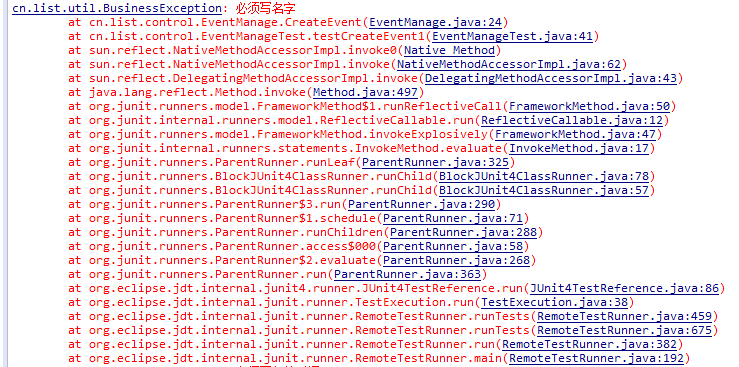 cn.list.util.BusinessException: 必须写名字
at cn.list.control.EventManage.CreateEvent(EventManage.java:24)
at cn.list.control.EventManageTest.testCreateEvent1(EventManageTest.java:41)
at sun.reflect.NativeMethodAccessorImpl.invoke0(Native Method)
at sun.reflect.NativeMethodAccessorImpl.invoke(NativeMethodAccessorImpl.java:62)
at sun.reflect.DelegatingMethodAccessorImpl.invoke(DelegatingMethodAccessorImpl.java:43)
at java.lang.reflect.Method.invoke(Method.java:497)
at org.junit.runners.model.FrameworkMethod$1.runReflectiveCall(FrameworkMethod.java:50)
at org.junit.internal.runners.model.ReflectiveCallable.run(ReflectiveCallable.java:12)
at org.junit.runners.model.FrameworkMethod.invokeExplosively(FrameworkMethod.java:47)
at org.junit.internal.runners.statements.InvokeMethod.evaluate(InvokeMethod.java:17)
at org.junit.runners.ParentRunner.runLeaf(ParentRunner.java:325)
at org.junit.runners.BlockJUnit4ClassRunner.runChild(BlockJUnit4ClassRunner.java:78)
at org.junit.runners.BlockJUnit4ClassRunner.runChild(BlockJUnit4ClassRunner.java:57)
at org.junit.runners.ParentRunner$3.run(ParentRunner.java:290)
at org.junit.runners.ParentRunner$1.schedule(ParentRunner.java:71)
at org.junit.runners.ParentRunner.runChildren(ParentRunner.java:288)
at org.junit.runners.ParentRunner.access$000(ParentRunner.java:58)
at org.junit.runners.ParentRunner$2.evaluate(ParentRunner.java:268)
at org.junit.runners.ParentRunner.run(ParentRunner.java:363)
at org.eclipse.jdt.internal.junit4.runner.JUnit4TestReference.run(JUnit4TestReference.java:86)
at org.eclipse.jdt.internal.junit.runner.TestExecution.run(TestExecution.java:38)
at org.eclipse.jdt.internal.junit.runner.RemoteTestRunner.runTests(RemoteTestRunner.java:459)
at org.eclipse.jdt.internal.junit.runner.RemoteTestRunner.runTests(RemoteTestRunner.java:675)
at org.eclipse.jdt.internal.junit.runner.RemoteTestRunner.run(RemoteTestRunner.java:382)
at org.eclipse.jdt.internal.junit.runner.RemoteTestRunner.main(RemoteTestRunner.java:192)